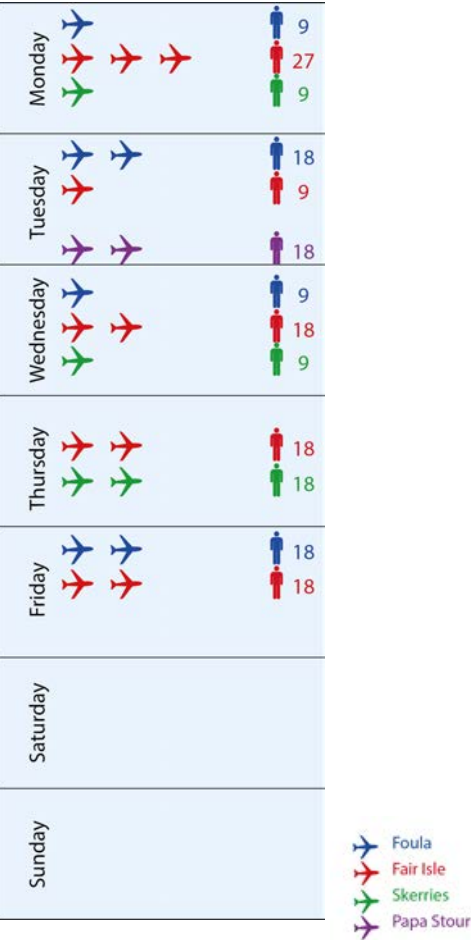 Monday
9
27
9
Tuesday
18
9
18
Wednesday
9
18
9
Thursday
18
18
Friday
18
18
Saturday
Sunday
Foula
Fair Isle
Skerries
Papa Stour